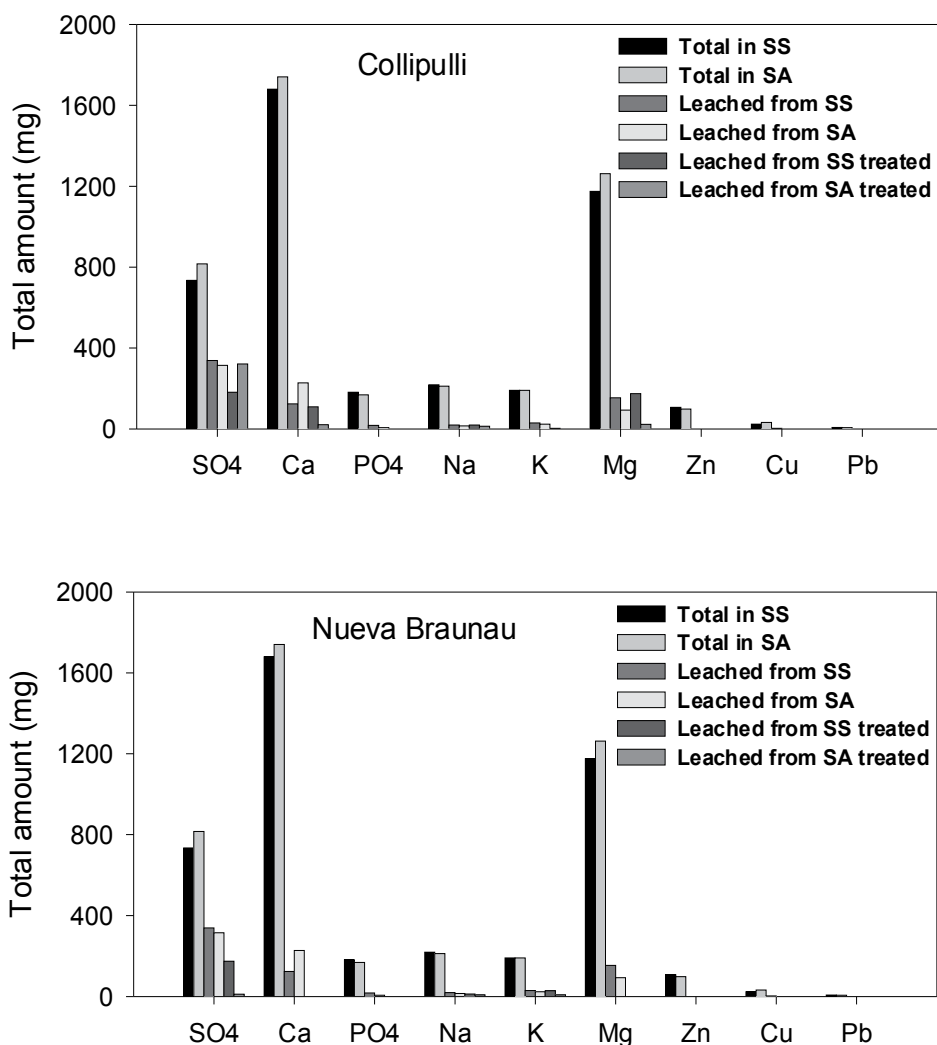 2000
1600
1200
800
400
0
Total amount (mg)
Collipulli
Total in SS
Total in SA
Leached from SS
Leached from SA
Leached from SS treated
Leached from SA treated
SO4 Ca PO4 Na K Mg Zn Cu Pb
2000
1600
1200
800
400
0
Total amount (mg)
Nueva Braunau
Total in SS
Total in SA
Leached from SS
Leached from SA
Leached from SS treated
Leached from SA treated
SO4 Ca PO4 Na K Mg Zn Cu Pb